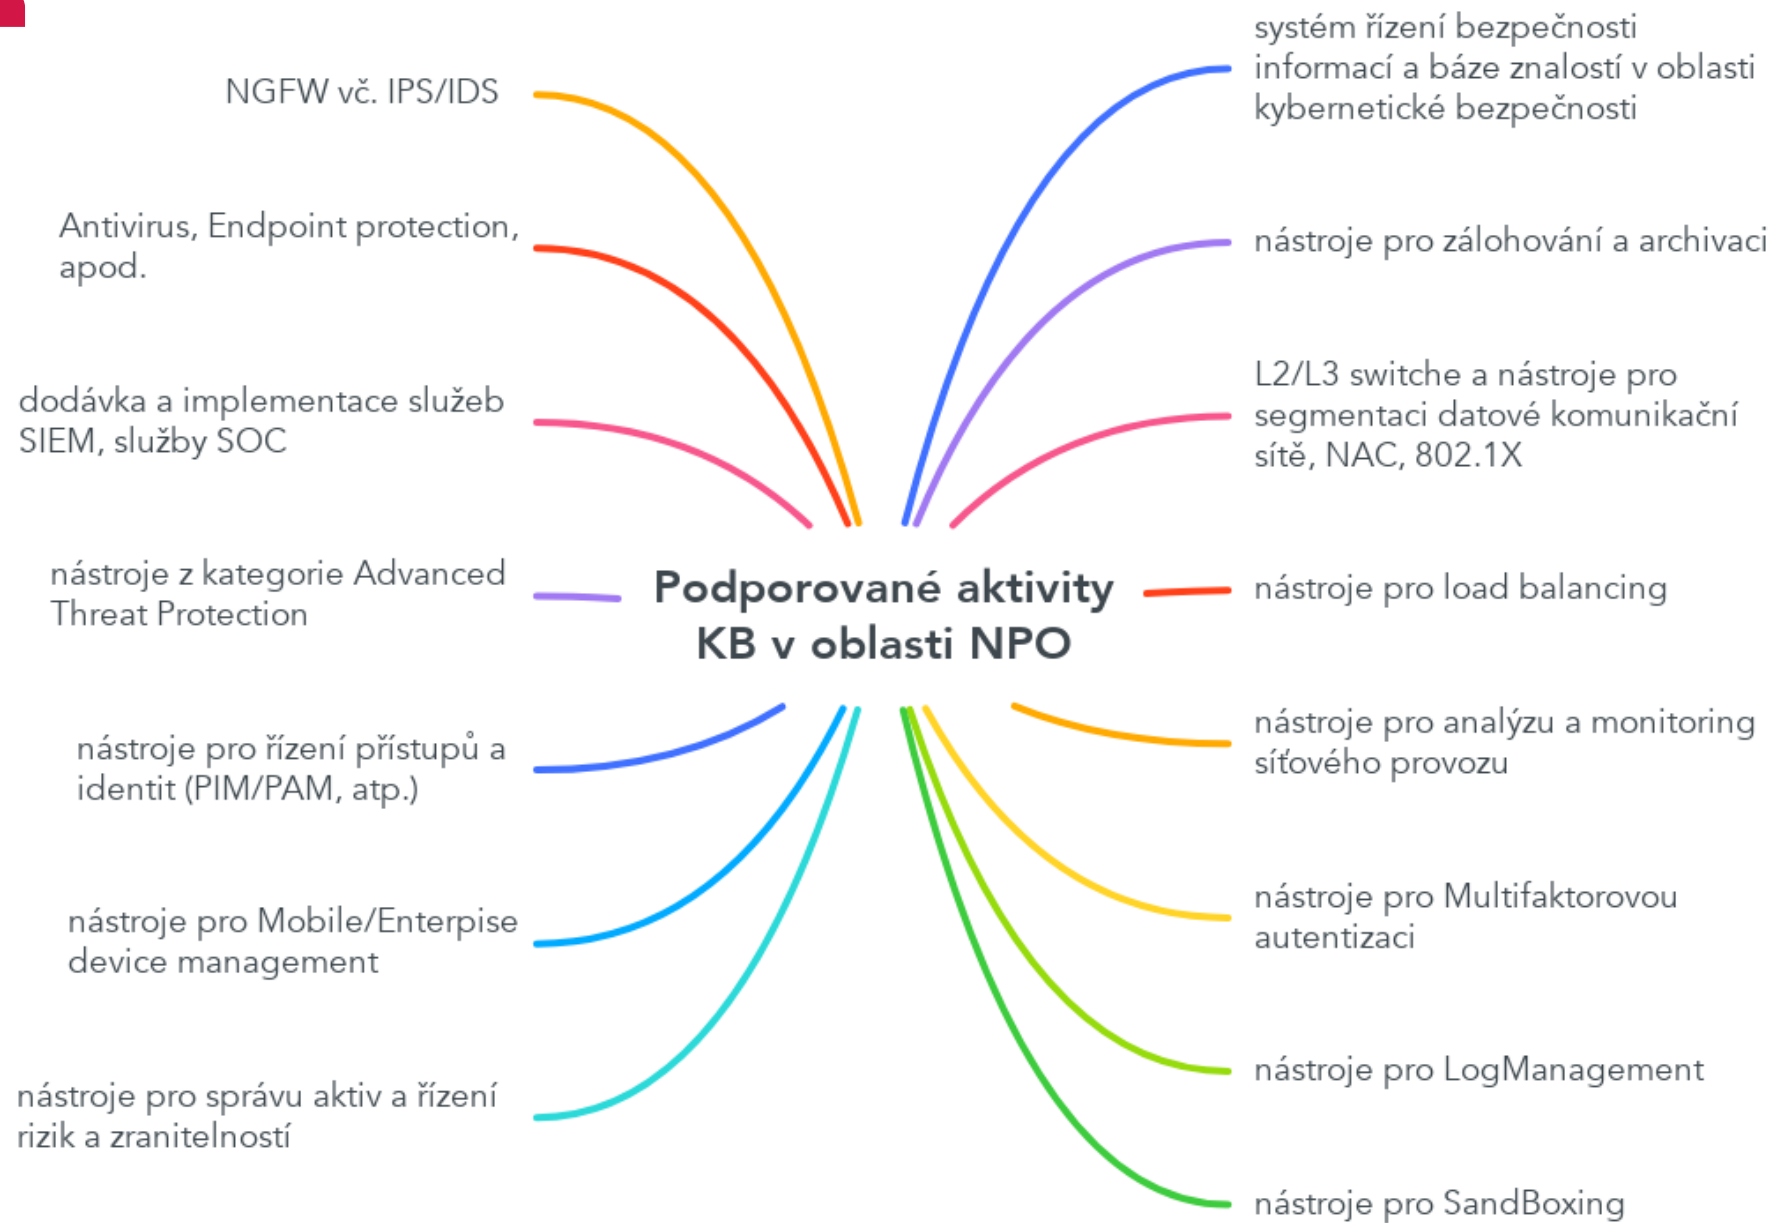 NGFW vč. IPS/IDS
Antivirus, Endpoint protection,
apod.
dodávka a implementace služeb
SIEM, služby SOC
nástroje z kategorie Advanced
Threat Protection
nástroje pro řízení přístupů a
identit (PIM/PAM, atp.)
nástroje pro Mobile/Enterpise
device management
nástroje pro správu aktiv a řízení
rizik a zranitelností
Podporované aktivity
KB v oblasti NPO
systém řízení bezpečnosti
informací a báze znalostí v oblasti
kybernetické bezpečnosti
nástroje pro zálohování a archivaci
L2/L3 switche a nástroje pro
segmentaci datové komunikační
sítě, NAC, 802.1X
nástroje pro load balancing
nástroje pro analýzu a monitoring
síťového provozu
nástroje pro Multifaktorovou
autentizaci
nástroje pro LogManagement
nástroje pro SandBoxing